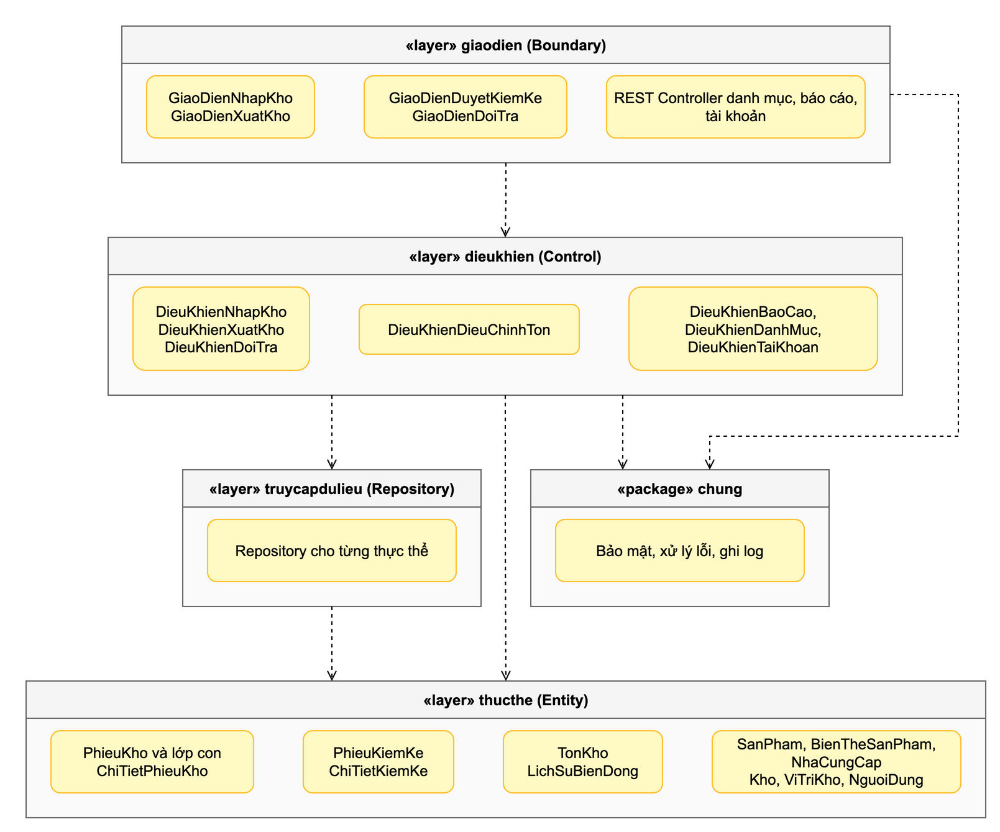 «layer» giaodien (Boundary)
GiaoDienNhapKho
GiaoDienXuatKho
GiaoDienDuyetKiemKe
GiaoDienDoiTra
REST Controller danh mục, báo cáo,
tài khoản
«layer» dieukhien (Control)
DieuKhienNhapKho
DieuKhienXuatKho
DieuKhienDoiTra
DieuKhienDieuChinhTon
DieuKhienBaoCao,
DieuKhienDanhMuc,
DieuKhienTaiKhoan
«layer» truycapdulieu (Repository)
Repository cho từng thực thể
«package» chung
Bảo mật, xử lý lỗi, ghi log
«layer» thucthe (Entity)
PhieuKho và lớp con
ChiTietPhieuKho
PhieuKiemKe
ChiTietKiemKe
TonKho
LichSuBienDong
SanPham, BienTheSanPham,
NhaCungCap
Kho, ViTriKho, NguoiDung